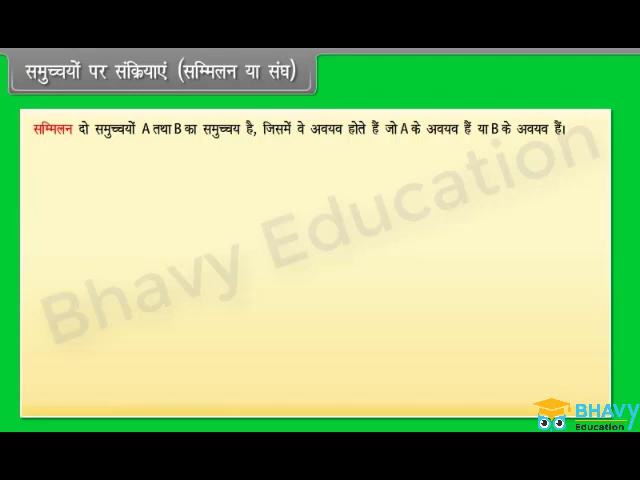 समुच्चयों पर संक्रियाएं (सम्मिलन या संघ)
सम्मिलन दो समुच्चयों A तथा B का समुच्चय है, जिसमें वे अवयव होते हैं जो A के अवयव हैं या B के अवयव हैं।
Bhavy Education
BHAVY
Education